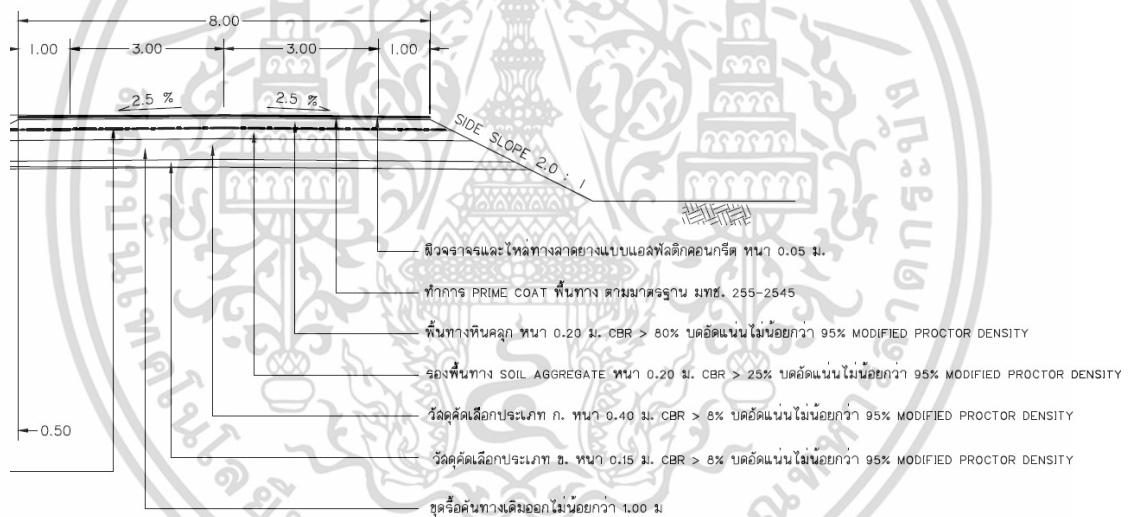 8.00
1.00 3.00 3.00 1.00
2.5 % 2.5 %
SIDE SLOPE 2.0 : 1
ผิวจราจรและไหล่ทางลาดยางแบบแอสฟัลติกคอนกรีต หนา 0.05 ม.
ทำการ PRIME COAT พื้นทาง ตามมาตรฐาน มทช. 255-2545
พื้นทางหินคลุก หนา 0.20 ม. CBR > 80% บดอัดแน่นไม่น้อยกว่า 95% MODIFIED PROCTOR DENSITY
รองพื้นทาง SOIL AGGREGATE หนา 0.20 ม. CBR > 25% บดอัดแน่นไม่น้อยกว่า 95% MODIFIED PROCTOR DENSITY
วัสดุคัดเลือกประเภท ก. หนา 0.40 ม. CBR > 8% บดอัดแน่นไม่น้อยกว่า 95% MODIFIED PROCTOR DENSITY
0.50
วัสดุคัดเลือกประเภท ข. หนา 0.15 ม. CBR > 8% บดอัดแน่นไม่น้อยกว่า 95% MODIFIED PROCTOR DENSITY
ขุดรื้อคันทางเดิมออกไม่น้อยกว่า 1.00 ม